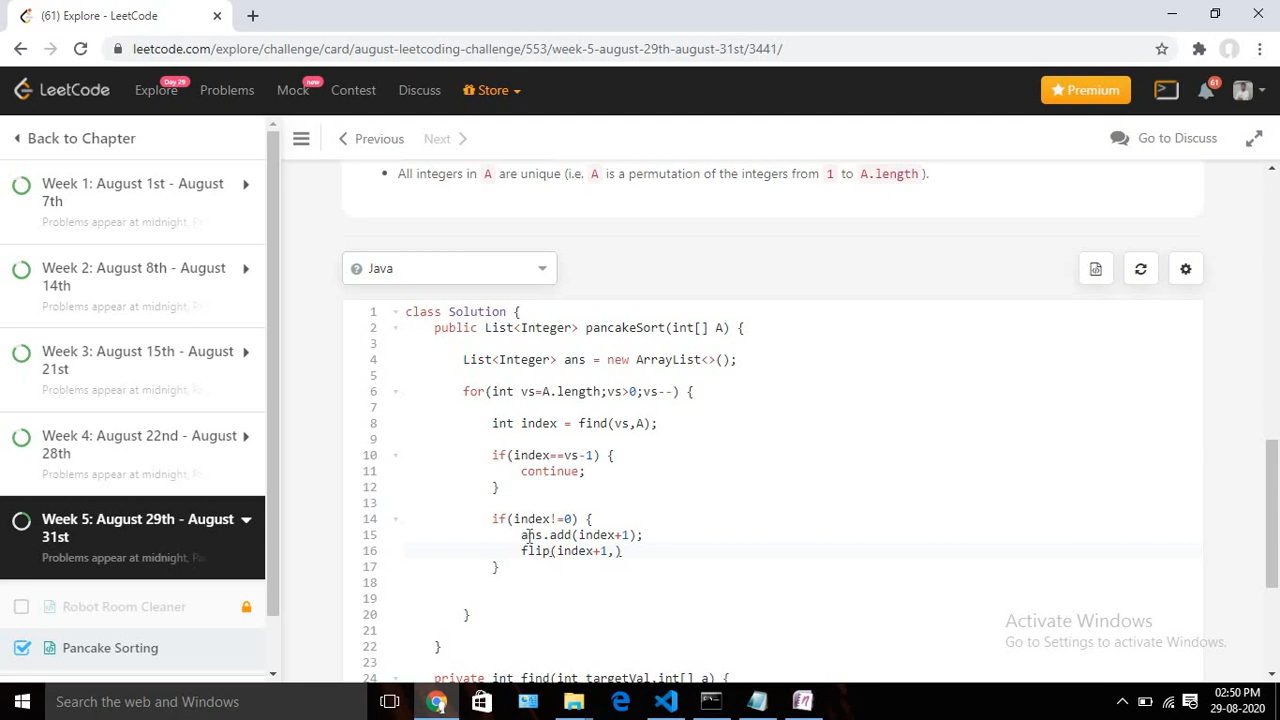 (61) Explore - LeetCode
leetcode.com/explore/challenge/card/august-leetcoding-challenge/553/week-5-august-29th-august-31st/3441/
LeetCode Explore Day 29 Problems Mock new Contest Discuss Store Premium 61
Back to Chapter
Previous Next Go to Discuss
Week 1: August 1st - August
7th
Problems appear at midnight,
Week 2: August 8th - August
14th
Problems appear at midnight,
Week 3: August 15th - August
21st
Problems appear at midnight,
Week 4: August 22nd - August
28th
Problems appear at midnight,
Week 5: August 29th - August
31st
Robot Room Cleaner
Pancake Sorting
All integers in A are unique (i.e. A is a permutation of the integers from 1 to A.length).
Java
1 class Solution {
2 public List<Integer> pancakeSort(int[] A) {
3
4 List<Integer> ans = new ArrayList<>();
5
6 for(int vs=A.length;vs>0;vs--) {
7
8 int index = find(vs,A);
9
10 if(index==vs-1) {
11 continue;
12 }
13
14 if(index!=0) {
15 ans.add(index+1);
16 flip(index+1,)
17 }
18
19
20 }
21
22 }
23
24 private int find(int targetVal,int[] a) {
Activate Windows
Go to Settings to activate Windows.
Search the web and Windows
02:50 PM
29-08-2020